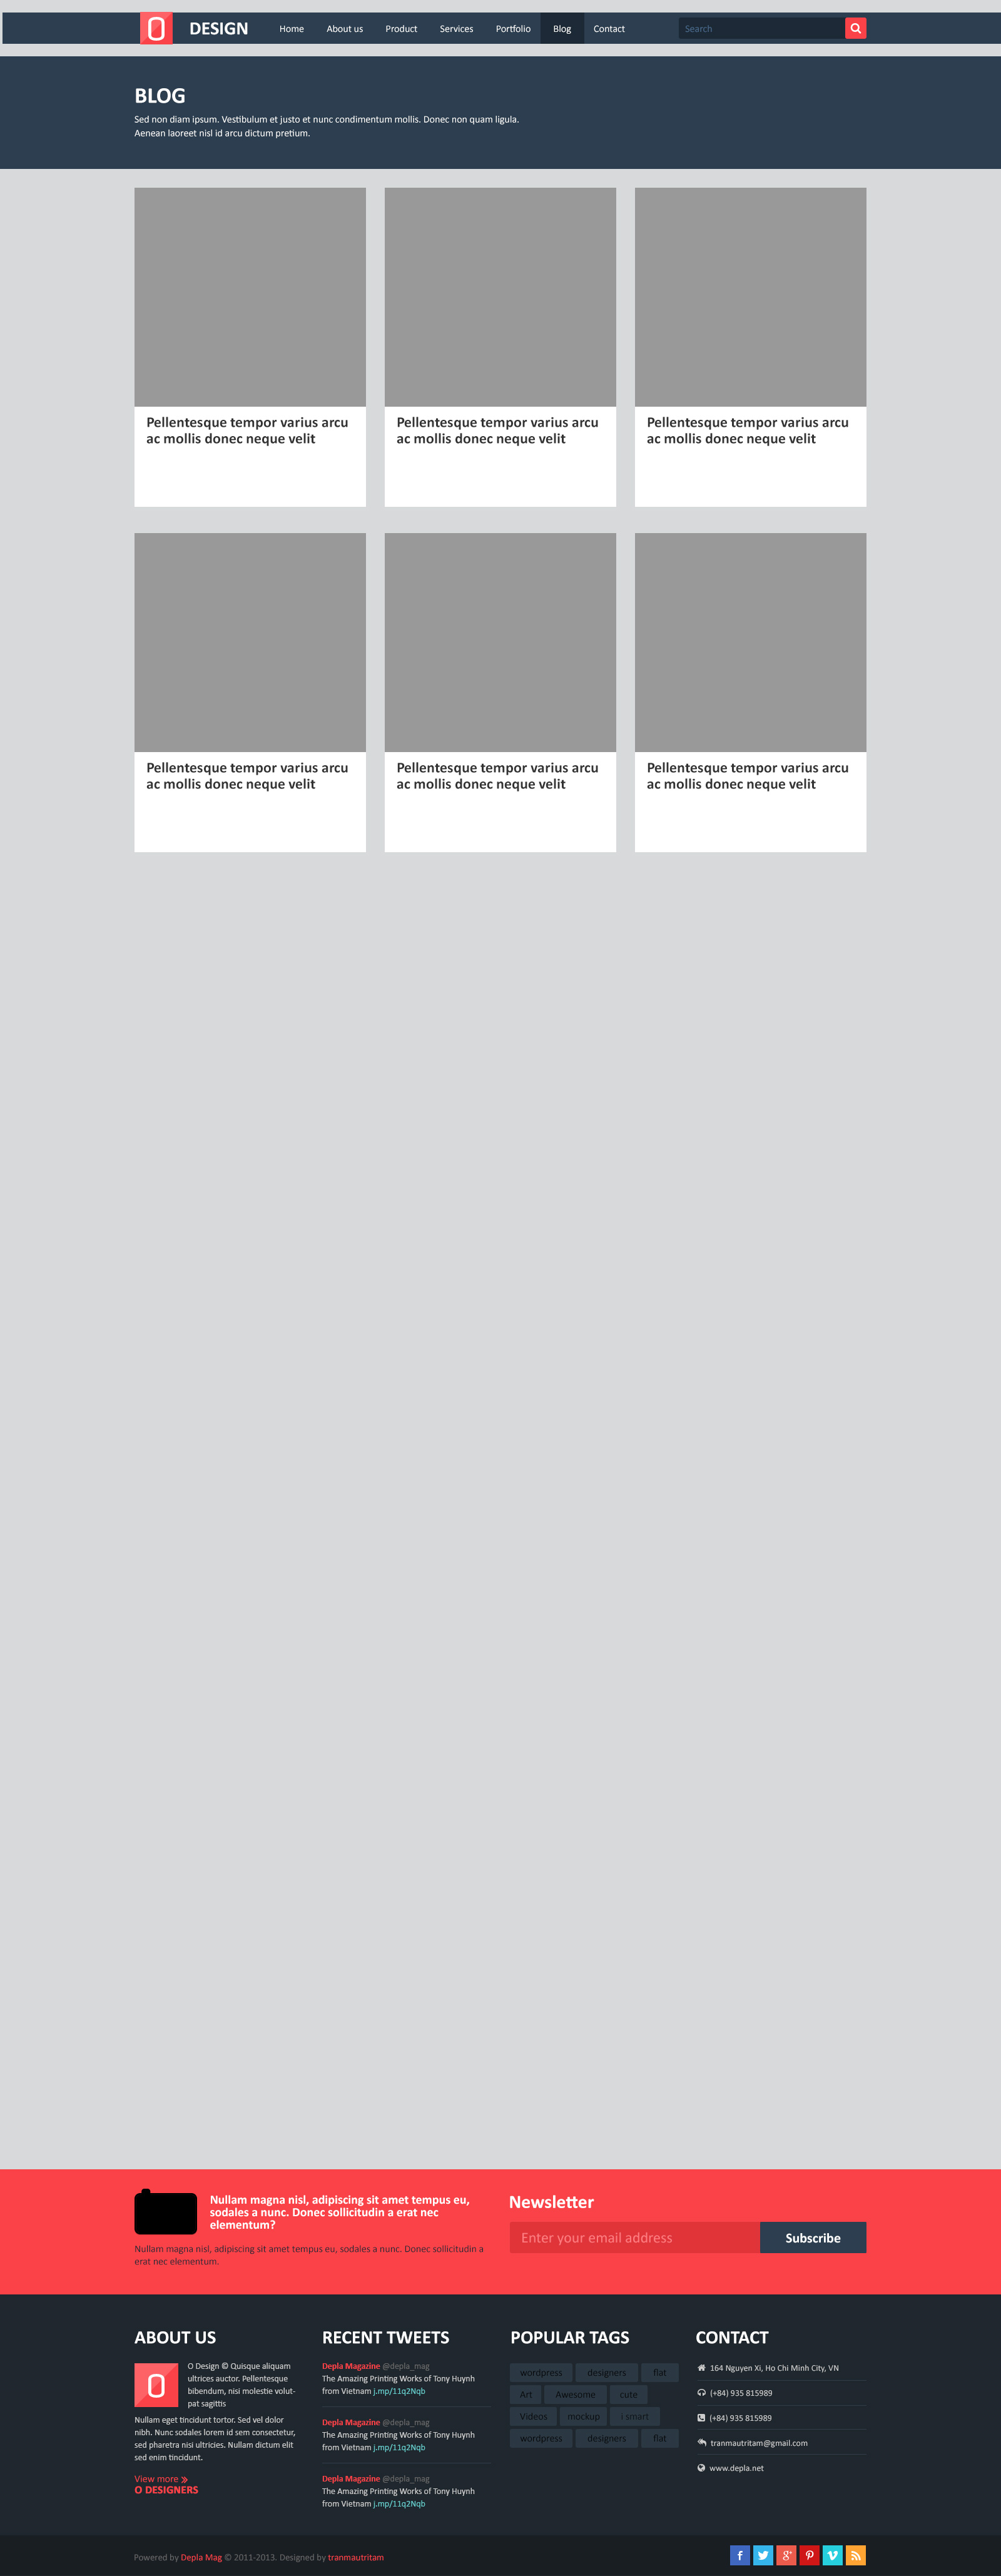 O DESIGN Home About us Product Services Portfolio Blog Contact Search
BLOG
Sed non diam ipsum. Vestibulum et justo et nunc condimentum mollis. Donec non quam ligula.
Aenean laoreet nisl id arcu dictum pretium.
Pellentesque tempor varius arcu
ac mollis donec neque velit
Pellentesque tempor varius arcu
ac mollis donec neque velit
Pellentesque tempor varius arcu
ac mollis donec neque velit
Pellentesque tempor varius arcu
ac mollis donec neque velit
Pellentesque tempor varius arcu
ac mollis donec neque velit
Pellentesque tempor varius arcu
ac mollis donec neque velit
Nullam magna nisl, adipiscing sit amet tempus eu,
sodales a nunc. Donec sollicitudin a erat nec
elementum?
Nullam magna nisl, adipiscing sit amet tempus eu, sodales a nunc. Donec sollicitudin a
erat nec elementum.
Newsletter
Enter your email address Subscribe
ABOUT US
O
O Design © Quisque aliquam
ultrices auctor. Pellentesque
bibendum, nisi molestie volut-
pat sagittis
Nullam eget tincidunt tortor. Sed vel dolor
nibh. Nunc sodales lorem id sem consectetur,
sed pharetra nisi ultricies. Nullam dictum elit
sed enim tincidunt.
View more
O DESIGNERS
RECENT TWEETS
Depla Magazine @depla_mag
The Amazing Printing Works of Tony Huynh
from Vietnam j.mp/11q2Nqb
Depla Magazine @depla_mag
The Amazing Printing Works of Tony Huynh
from Vietnam j.mp/11q2Nqb
Depla Magazine @depla_mag
The Amazing Printing Works of Tony Huynh
from Vietnam j.mp/11q2Nqb
POPULAR TAGS
wordpress designers flat
Art Awesome cute
Videos mockup i smart
wordpress designers flat
CONTACT
164 Nguyen Xi, Ho Chi Minh City, VN
(+84) 935 815989
(+84) 935 815989
tranmautritam@gmail.com
www.depla.net
Powered by Depla Mag © 2011-2013. Designed by tranmautritam